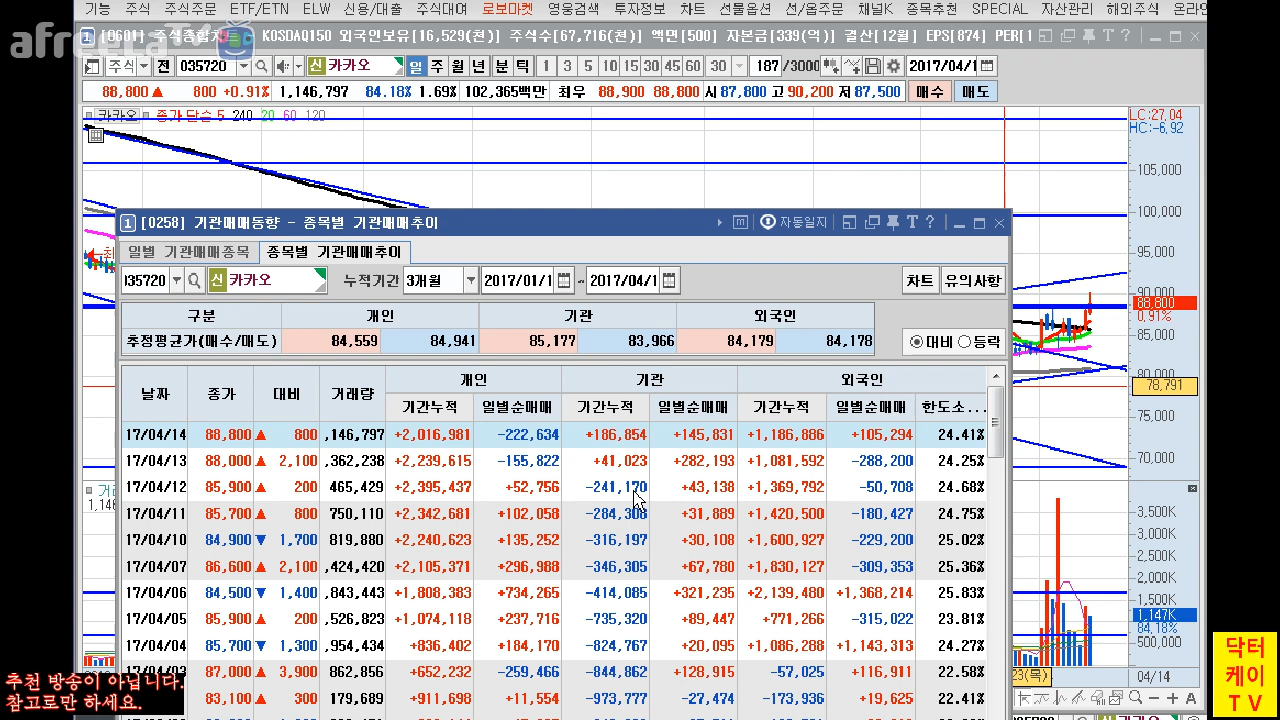 기능 주식 주식주문 ETF/ETN ELW 신용/대출 주식대여 로보마켓 영웅검색 투자정보 차트 선물옵션 선/옵주문 채널K 종목추천 SPECIAL 자산관리 해외주식 온라인
afreecaTV
1 [0601] 주식종합차트 KOSDAQ150 외국인보유[16,529(천)] 주식수[67,716(천)] 액면[500] 자본금[339(억)] 결산[12월] EPS[874] PER[1
주식 전 035720 신 카카오 일 주 월 년 분 틱 1 3 5 10 15 30 45 60 30 187 /3000 2017/04/1
88,800 ▲ 800 +0.91% 1,146,797 84.18% 1.69% 102,365백만 최우 88,900 88,800 시 87,800 고 90,200 저 87,500 매수 매도
카카오 종가 단순 5 240 20 60 120
LC:27.04
HC:-6.92
105,000
100,000
95,000
90,000
88,800
0.91%
85,000
80,000
78,791
75,000
70,000
1 [0258] 기관매매동향 - 종목별 기관매매추이 자동일지
일별 기관매매종목 종목별 기관매매추이
035720 신 카카오 누적기간 3개월 2017/01/1 ~ 2017/04/1 차트 유의사항
구분 개인 기관 외국인
추정평균가(매수/매도) 84,559 84,941 85,177 83,966 84,179 84,178 대비 등락
날짜 종가 대비 거래량 개인 기관 외국인
기간누적 일별순매매 기간누적 일별순매매 기간누적 일별순매매 한도소...
17/04/14 88,800 ▲ 800 ,146,797 +2,016,981 -222,634 +186,854 +145,831 +1,186,886 +105,294 24.41%
17/04/13 88,000 ▲ 2,100 ,362,238 +2,239,615 -155,822 +41,023 +282,193 +1,081,592 -288,200 24.25%
17/04/12 85,900 ▲ 200 465,429 +2,395,437 +52,756 -241,170 +43,138 +1,369,792 -50,708 24.68%
17/04/11 85,700 ▲ 800 750,110 +2,342,681 +102,058 -284,308 +31,889 +1,420,500 -180,427 24.75%
17/04/10 84,900 ▼ 1,700 819,880 +2,240,623 +135,252 -316,197 +30,108 +1,600,927 -229,200 25.02%
17/04/07 86,600 ▲ 2,100 ,424,420 +2,105,371 +296,988 -346,305 +67,780 +1,830,127 -309,353 25.36%
17/04/06 84,500 ▼ 1,400 ,843,443 +1,808,383 +734,265 -414,085 +321,235 +2,139,480 +1,368,214 25.83%
17/04/05 85,900 ▲ 200 ,526,823 +1,074,118 +237,716 -735,320 +89,447 +771,266 -315,022 23.81%
17/04/04 85,700 ▼ 1,300 ,954,434 +836,402 +184,170 -824,767 +20,095 +1,086,288 +1,143,313 24.27%
17/04/03 87,000 ▲ 3,900 862,856 +652,232 -259,466 -844,862 +128,915 -57,025 +116,911 22.58%
83,100 ▲ 300 179,689 +911,698 +11,554 -973,777 -27,474 -173,936 +19,625 22.41%
3,500K
3,000K
2,500K
2,000K
1,500K
1,147K
84.18%
500,000
23(목) 04/14
추천 방송이 아닙니다.
참고로만 하세요.
닥터
케이
TV